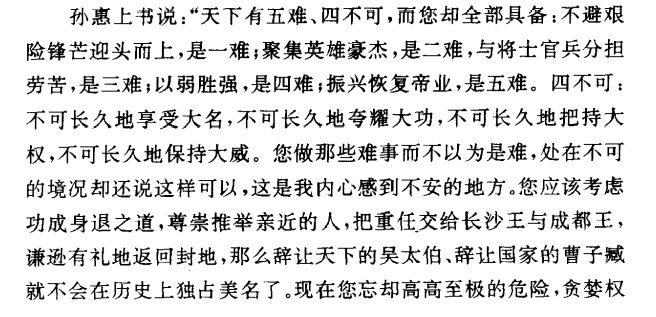 孙惠上书说:“天下有五难、四不可,而您却全部具备:不避艰
险锋芒迎头而上,是一难;聚集英雄豪杰,是二难,与将士官兵分担
劳苦,是三难;以弱胜强,是四难;振兴恢复帝业,是五难。四不可:
不可长久地享受大名,不可长久地夸耀大功,不可长久地把持大
权,不可长久地保持大威。您做那些难事而不以为是难,处在不可
的境况却还说这样可以,这是我内心感到不安的地方。您应该考虑
功成身退之道,尊崇推举亲近的人,把重任交给长沙王与成都王,
谦逊有礼地返回封地,那么辞让天下的吴太伯、辞让国家的曹子臧
就不会在历史上独占美名了。现在您忘却高高至极的危险,贪婪权